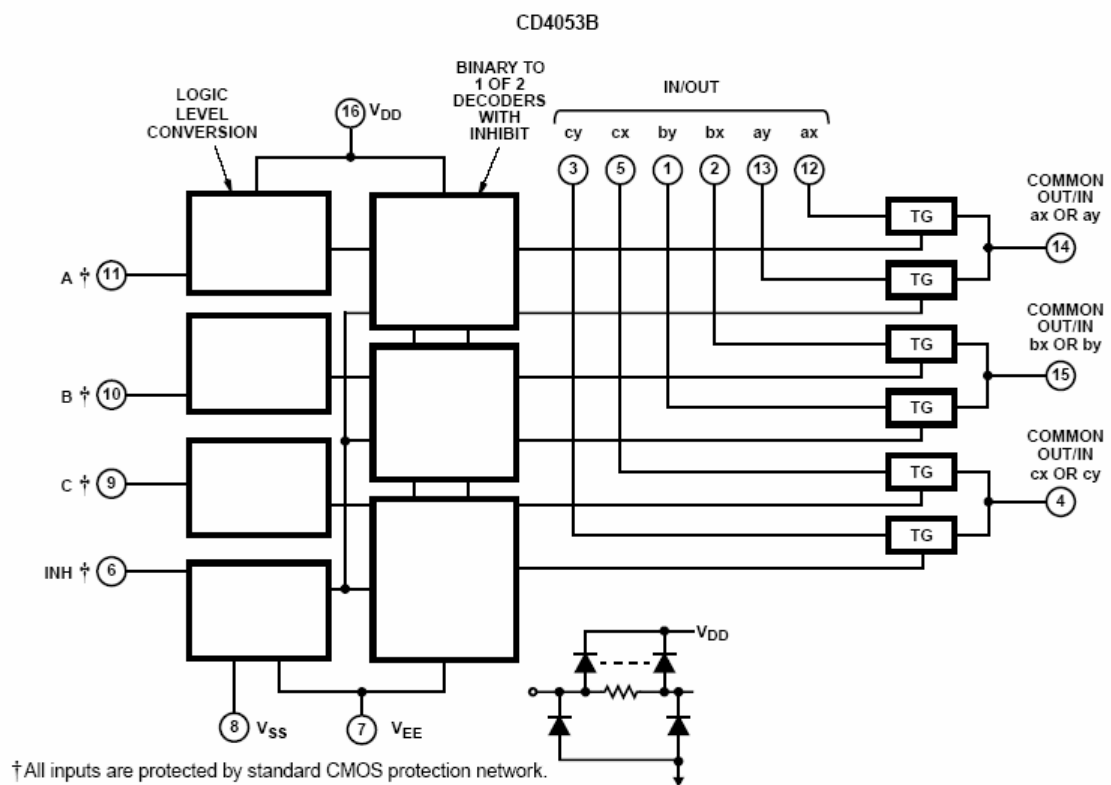 CD4053B
LOGIC
LEVEL
CONVERSION
16 VDD
BINARY TO
1 OF 2
DECODERS
WITH
INHIBIT
IN/OUT
cy cx by bx ay ax
3 5 1 2 13 12
TG
COMMON
OUT/IN
ax OR ay
14
A † 11
TG
COMMON
OUT/IN
bx OR by
15
TG
B † 10
TG
COMMON
OUT/IN
cx OR cy
4
C † 9
TG
TG
INH † 6
VDD
8 VSS
7 VEE
†All inputs are protected by standard CMOS protection network.